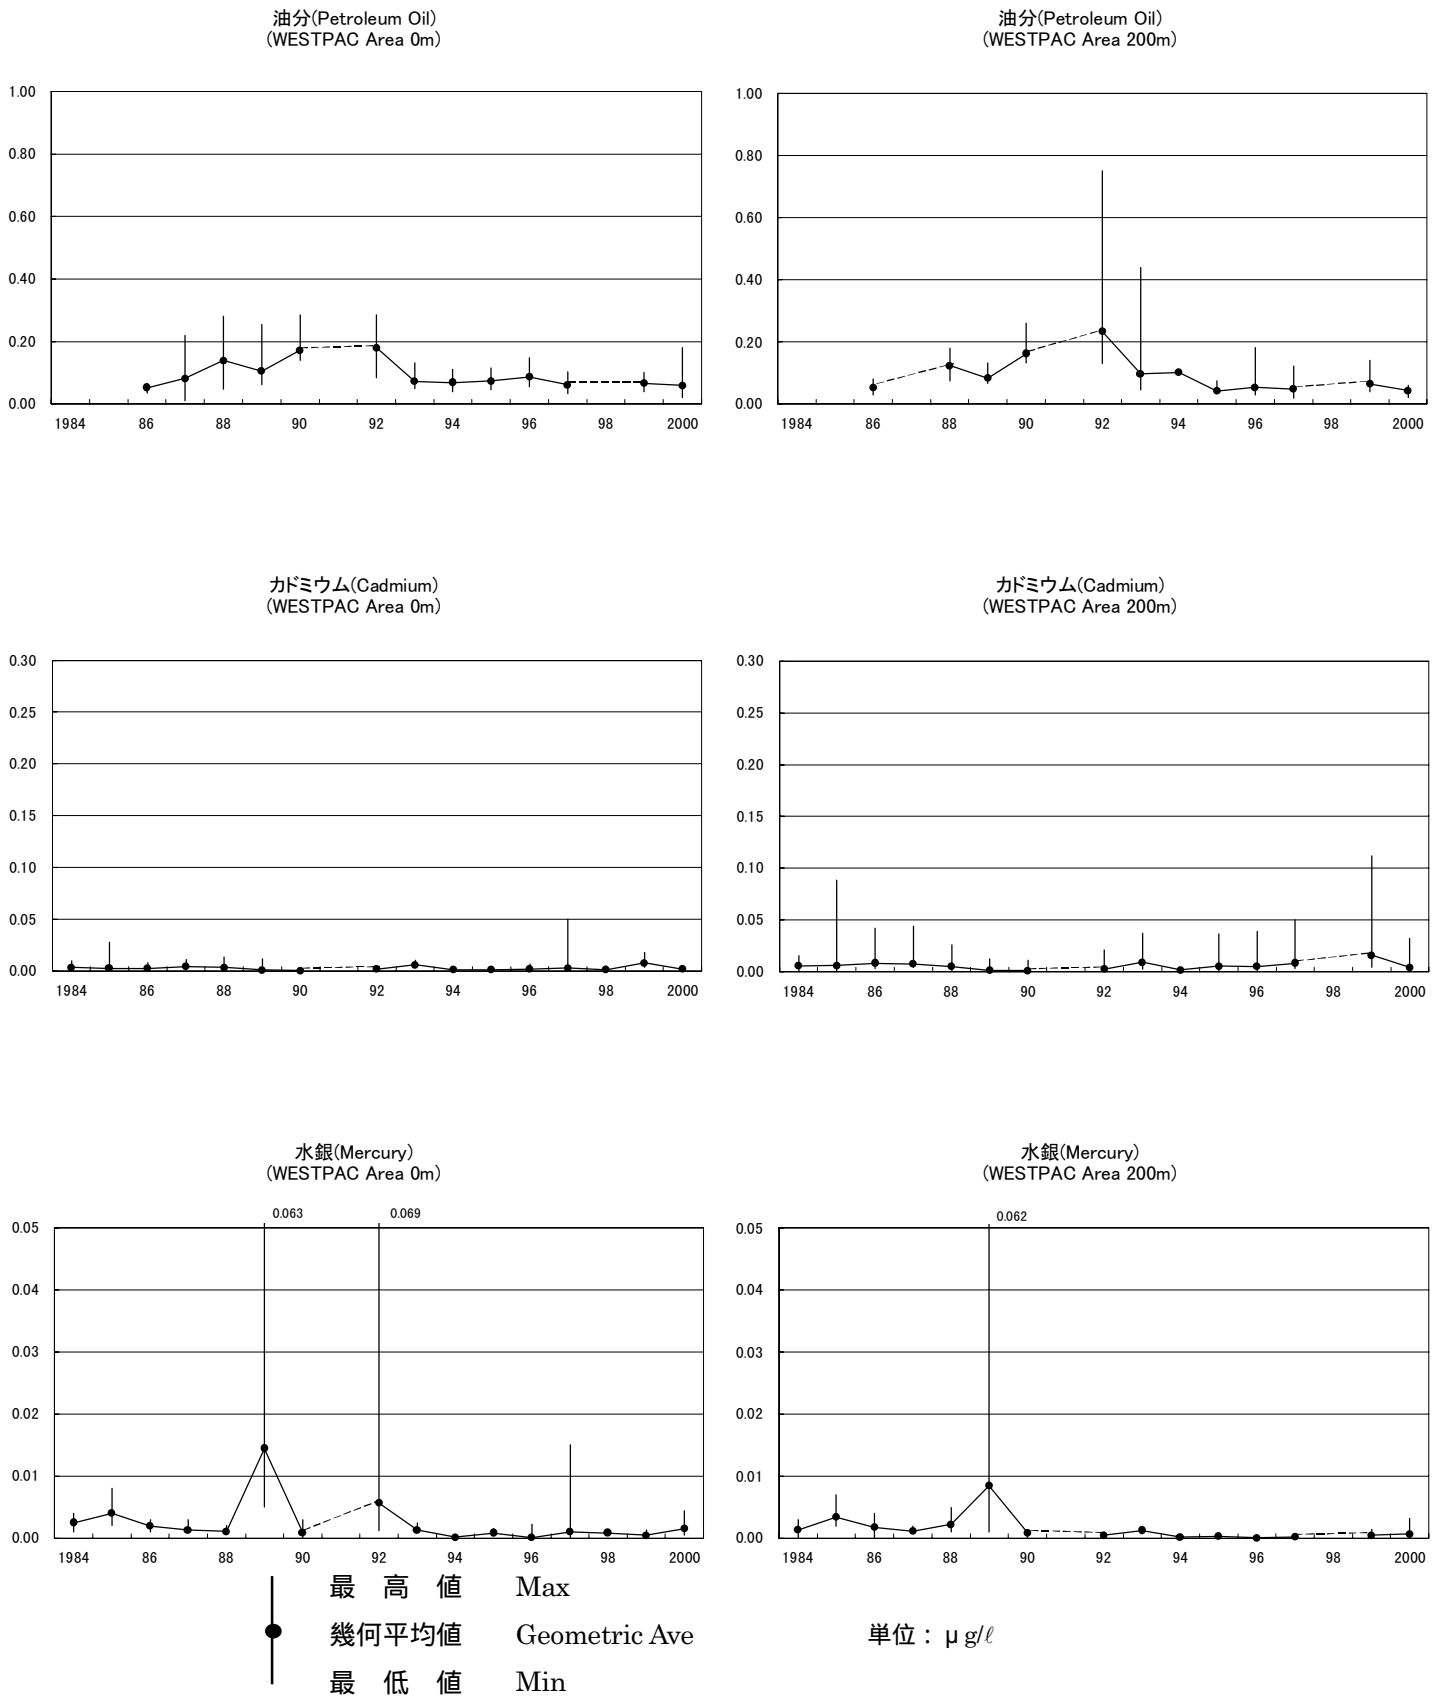 油分(Petroleum Oil)
(WESTPAC Area 0m)
1.00
0.80
0.60
0.40
0.20
0.00
1984 86 88 90 92 94 96 98 2000
油分(Petroleum Oil)
(WESTPAC Area 200m)
1.00
0.80
0.60
0.40
0.20
0.00
1984 86 88 90 92 94 96 98 2000
カドミウム(Cadmium)
(WESTPAC Area 0m)
0.30
0.25
0.20
0.15
0.10
0.05
0.00
1984 86 88 90 92 94 96 98 2000
カドミウム(Cadmium)
(WESTPAC Area 200m)
0.30
0.25
0.20
0.15
0.10
0.05
0.00
1984 86 88 90 92 94 96 98 2000
水銀(Mercury)
(WESTPAC Area 0m)
0.063 0.069
0.05
0.04
0.03
0.02
0.01
0.00
1984 86 88 90 92 94 96 98 2000
水銀(Mercury)
(WESTPAC Area 200m)
0.062
0.05
0.04
0.03
0.02
0.01
0.00
1984 86 88 90 92 94 96 98 2000
最 高 値 Max
幾何平均値 Geometric Ave
最 低 値 Min
単位： μg/ℓ